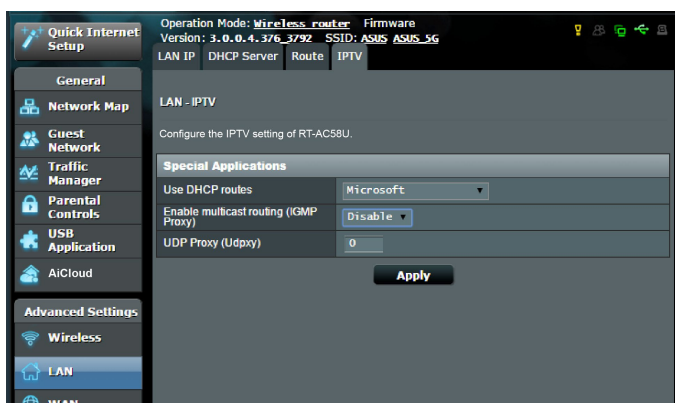 Quick Internet Setup
Operation Mode: Wireless router Firmware
Version: 3.0.0.4.376_3792 SSID: ASUS ASUS_5G
LAN IP DHCP Server Route IPTV
General
Network Map
Guest Network
Traffic Manager
Parental Controls
USB Application
AiCloud
Advanced Settings
Wireless
LAN
WAN
LAN - IPTV
Configure the IPTV setting of RT-AC58U.
Special Applications
Use DHCP routes Microsoft
Enable multicast routing (IGMP Proxy) Disable
UDP Proxy (Udpxy) 0
Apply